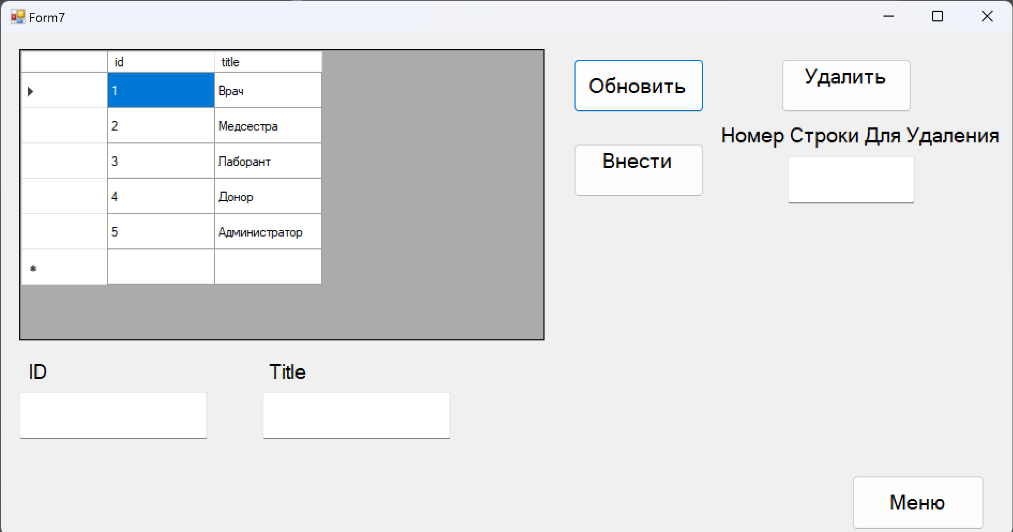 Form7
id title
1 Врач
2 Медсестра
3 Лаборант
4 Донор
5 Администратор
Обновить
Удалить
Внести
Номер Строки Для Удаления
ID
Title
Меню